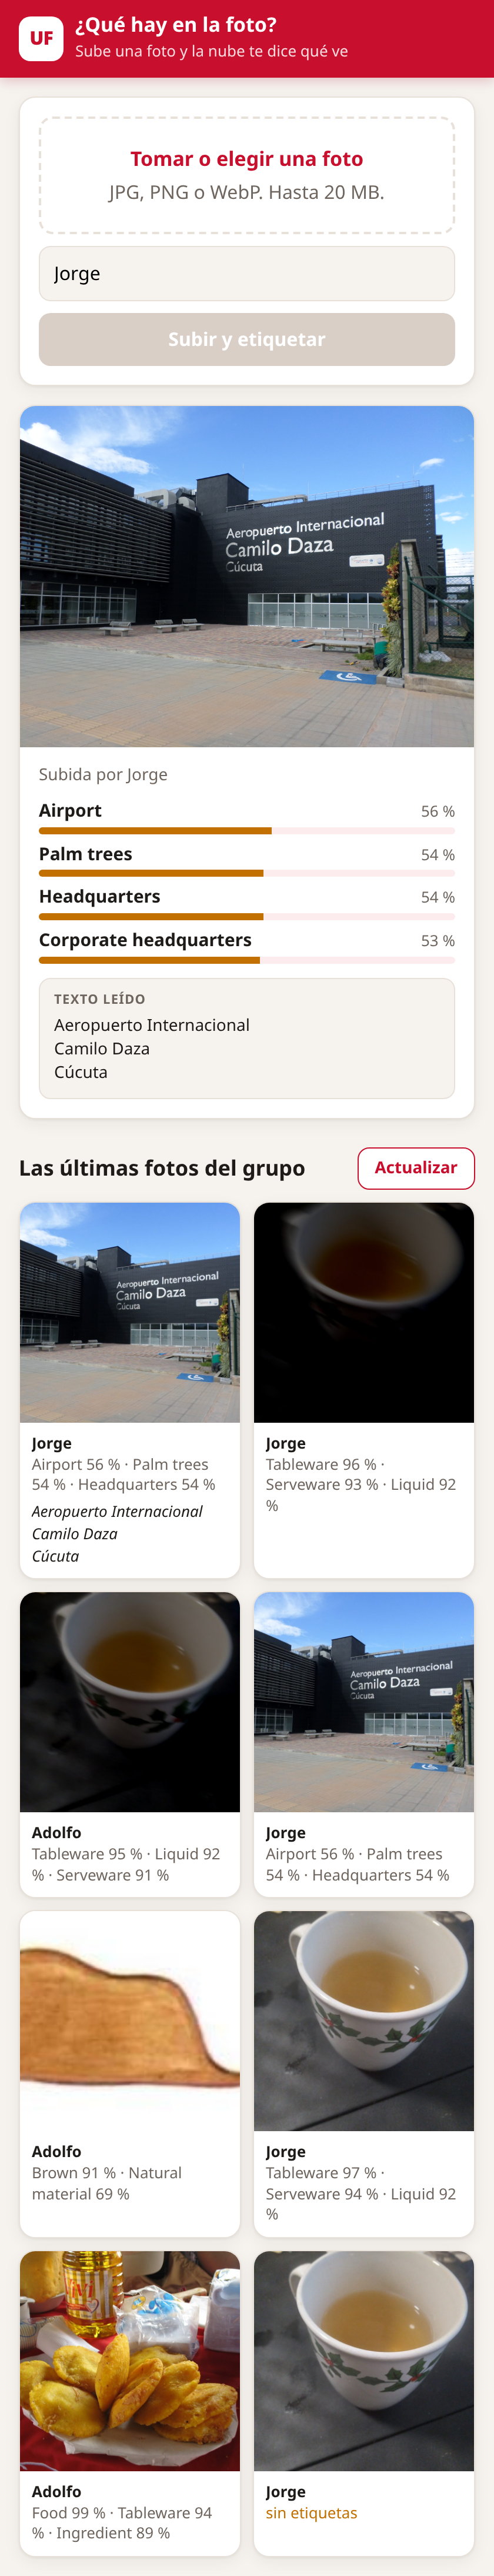 UF
¿Qué hay en la foto?
Sube una foto y la nube te dice qué ve
Tomar o elegir una foto
JPG, PNG o WebP. Hasta 20 MB.
Jorge
Subir y etiquetar
Aeropuerto Internacional
Camilo Daza
Cúcuta
Subida por Jorge
Airport 56 %
Palm trees 54 %
Headquarters 54 %
Corporate headquarters 53 %
TEXTO LEÍDO
Aeropuerto Internacional
Camilo Daza
Cúcuta
Las últimas fotos del grupo
Actualizar
Aeropuerto Internacional
Camilo Daza
Cúcuta
Jorge
Airport 56 % · Palm trees
54 % · Headquarters 54 %
Aeropuerto Internacional
Camilo Daza
Cúcuta
Jorge
Tableware 96 % ·
Serveware 93 % · Liquid 92
%
Adolfo
Tableware 95 % · Liquid 92
% · Serveware 91 %
Aeropuerto Internacional
Camilo Daza
Cúcuta
Jorge
Airport 56 % · Palm trees
54 % · Headquarters 54 %
Adolfo
Brown 91 % · Natural
material 69 %
Jorge
Tableware 97 % ·
Serveware 94 % · Liquid 92
%
Adolfo
Food 99 % · Tableware 94
% · Ingredient 89 %
Jorge
sin etiquetas